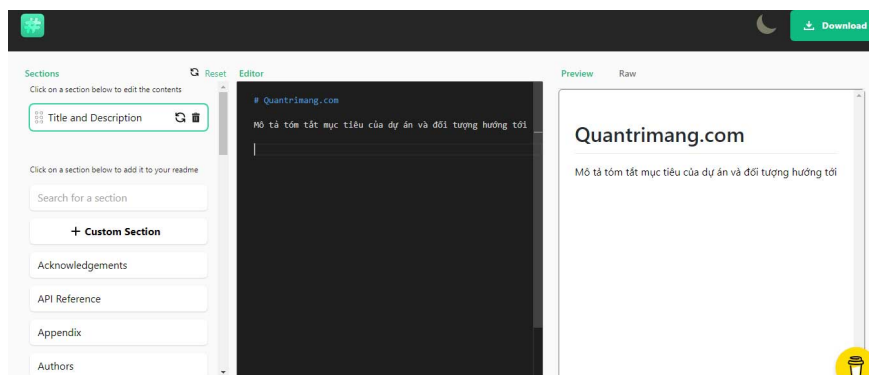 Download
Sections
Reset
Click on a section below to edit the contents
Title and Description
Click on a section below to add it to your readme
Search for a section
+ Custom Section
Acknowledgements
API Reference
Appendix
Authors
Editor
# Quantrimang.com
Mô tả tóm tắt mục tiêu của dự án và đối tượng hướng tới
Preview
Raw
Quantrimang.com
Mô tả tóm tắt mục tiêu của dự án và đối tượng hướng tới